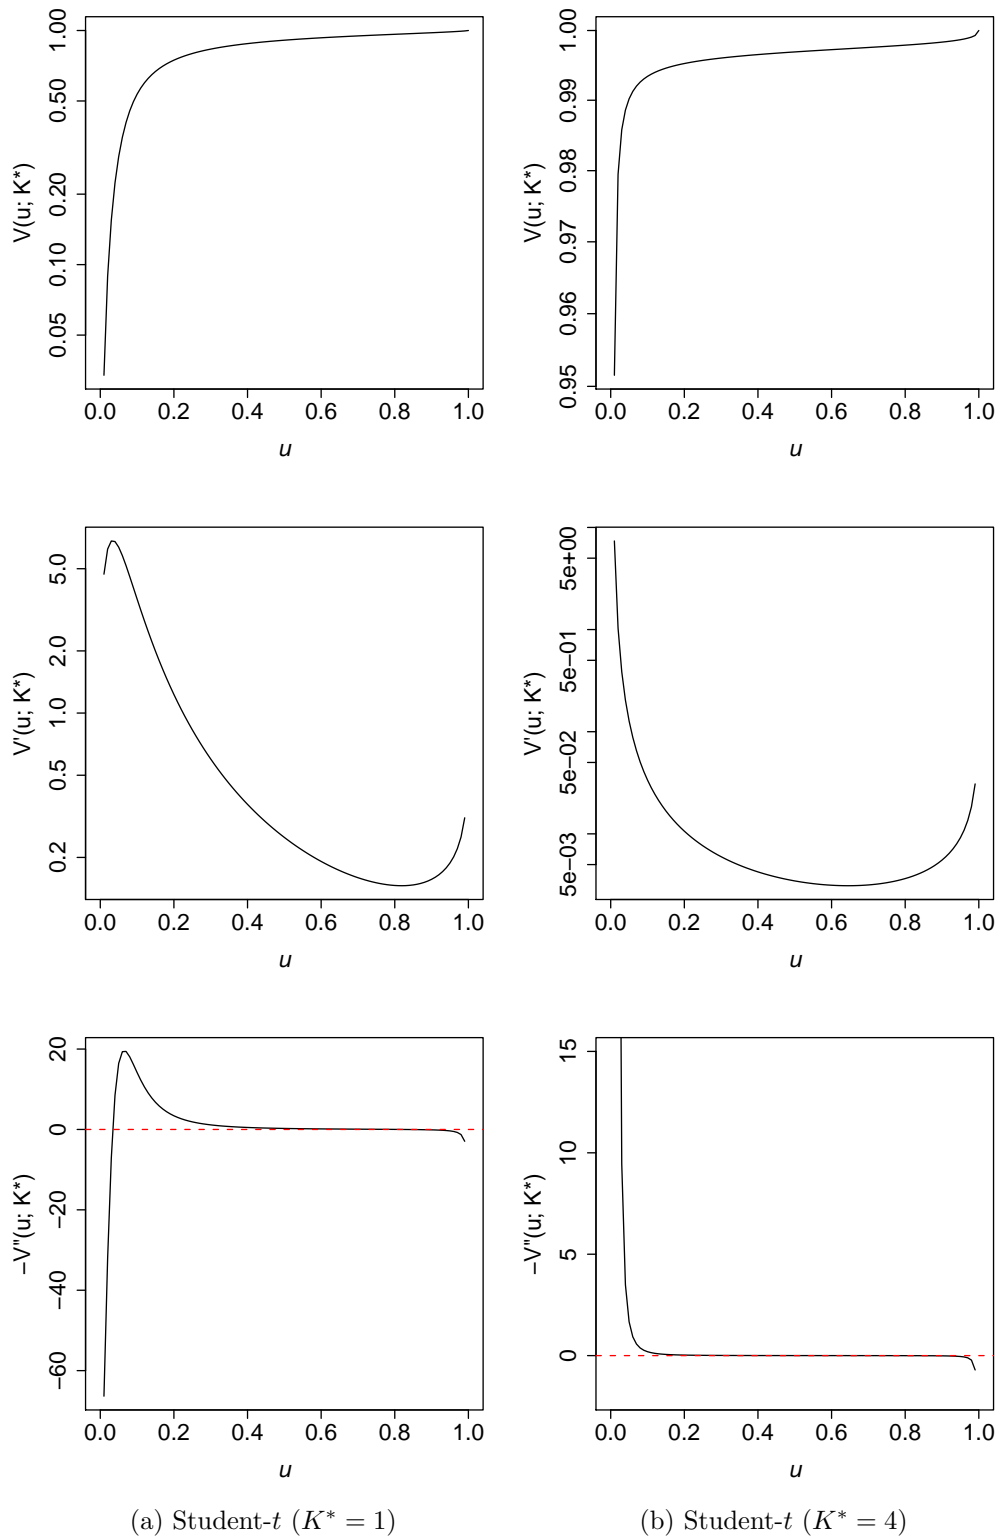 V(u; K*)
1.00
0.50
0.20
0.10
0.05
0.0 0.2 0.4 0.6 0.8 1.0
u
V(u; K*)
1.00
0.99
0.98
0.97
0.96
0.95
0.0 0.2 0.4 0.6 0.8 1.0
u
V'(u; K*)
5.0
2.0
1.0
0.5
0.2
0.0 0.2 0.4 0.6 0.8 1.0
u
V'(u; K*)
5e+00
5e−01
5e−02
5e−03
0.0 0.2 0.4 0.6 0.8 1.0
u
−V''(u; K*)
20
0
−20
−40
−60
0.0 0.2 0.4 0.6 0.8 1.0
u
−V''(u; K*)
15
10
5
0
0.0 0.2 0.4 0.6 0.8 1.0
u
(a) Student-t (K* = 1)
(b) Student-t (K* = 4)